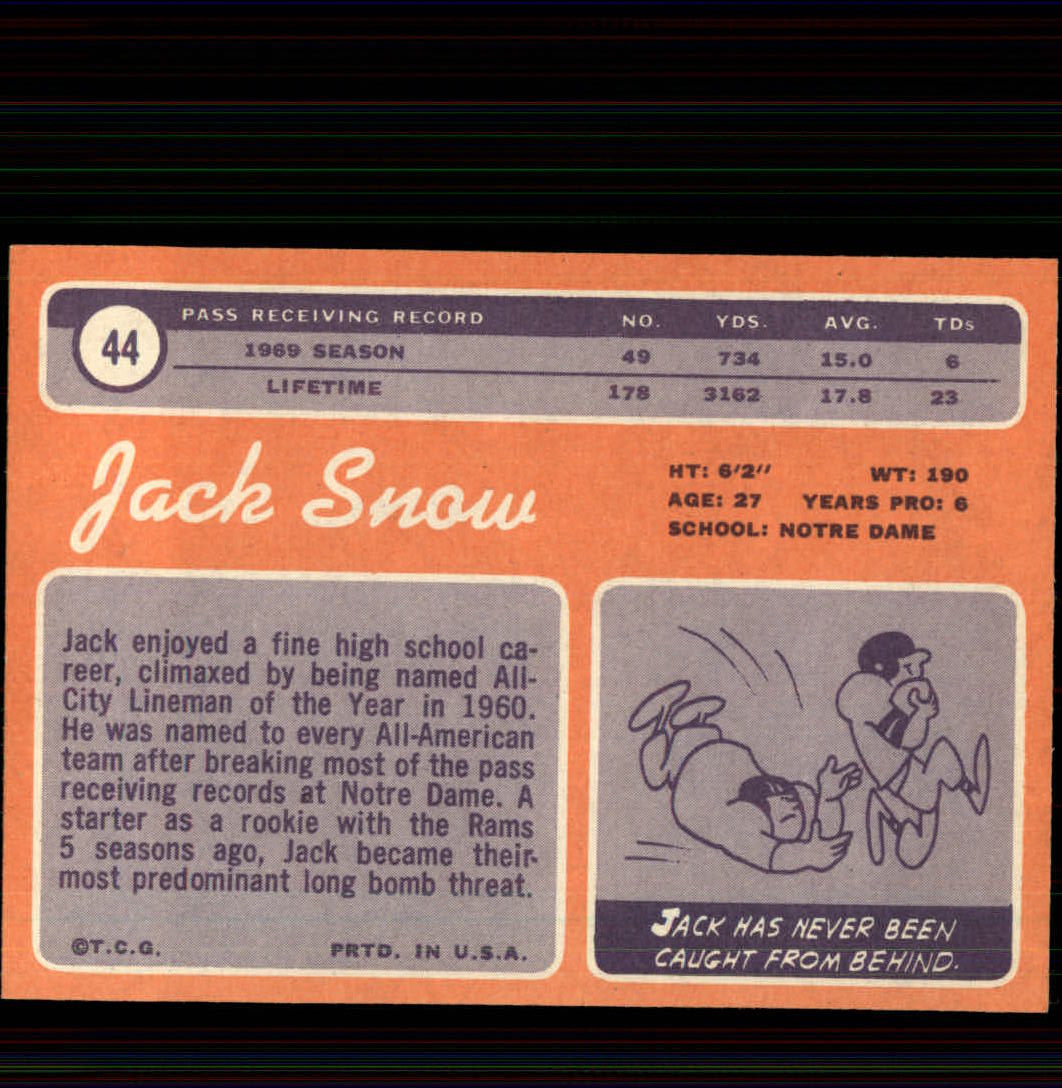 44
PASS RECEIVING RECORD NO. YDS. AVG. TDs
1969 SEASON 49 734 15.0 6
LIFETIME 178 3162 17.8 23
Jack Snow
HT: 6'2" WT: 190
AGE: 27 YEARS PRO: 6
SCHOOL: NOTRE DAME
Jack enjoyed a fine high school ca-
reer, climaxed by being named All-
City Lineman of the Year in 1960.
He was named to every All-American
team after breaking most of the pass
receiving records at Notre Dame. A
starter as a rookie with the Rams
5 seasons ago, Jack became their
most predominant long bomb threat.
©T.C.G. PRTD. IN U.S.A.
JACK HAS NEVER BEEN
CAUGHT FROM BEHIND.